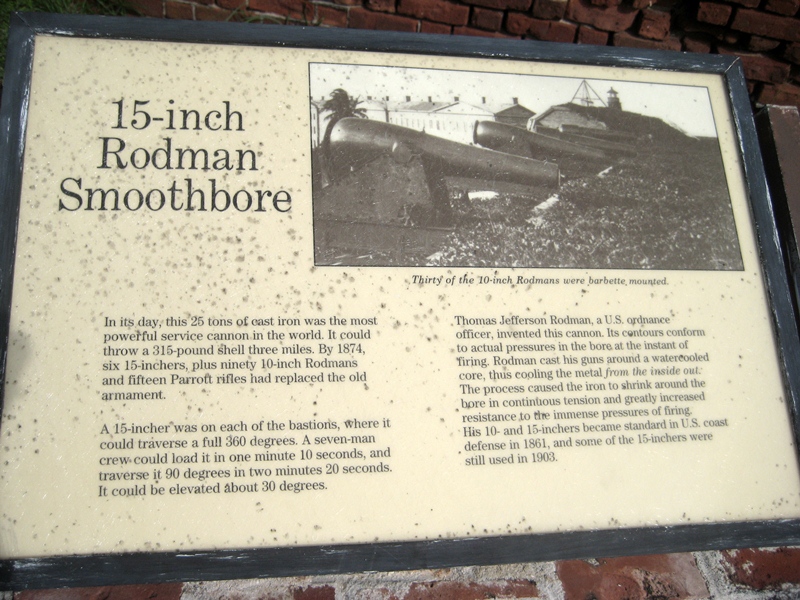 15-inch
Rodman
Smoothbore
Thirty of the 10-inch Rodmans were barbette mounted.
In its day, this 25 tons of cast iron was the most
powerful service cannon in the world. It could
throw a 315-pound shell three miles. By 1874,
six 15-inchers, plus ninety 10-inch Rodmans
and fifteen Parrott rifles had replaced the old
armament.
A 15-incher was on each of the bastions, where it
could traverse a full 360 degrees. A seven-man
crew could load it in one minute 10 seconds, and
traverse it 90 degrees in two minutes 20 seconds.
It could be elevated about 30 degrees.
Thomas Jefferson Rodman, a U.S. ordnance
officer, invented this cannon. Its contours conform
to actual pressures in the bore at the instant of
firing. Rodman cast his guns around a watercooled
core, thus cooling the metal from the inside out.
The process caused the iron to shrink around the
bore in continuous tension and greatly increased
resistance to the immense pressures of firing.
His 10- and 15-inchers became standard in U.S. coast
defense in 1861, and some of the 15-inchers were
still used in 1903.